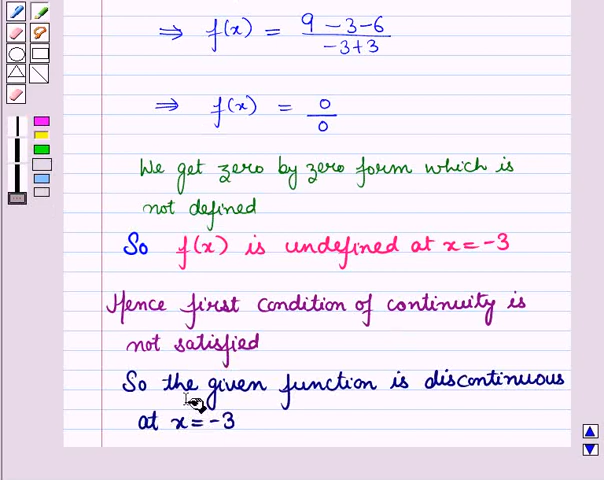 ⇒ f(x) = (9 - 3 - 6)/(-3 + 3)
⇒ f(x) = 0/0
We get zero by zero form which is
not defined
So f(x) is undefined at x = -3
Hence first condition of continuity is
not satisfied
So the given function is discontinuous
at x = -3